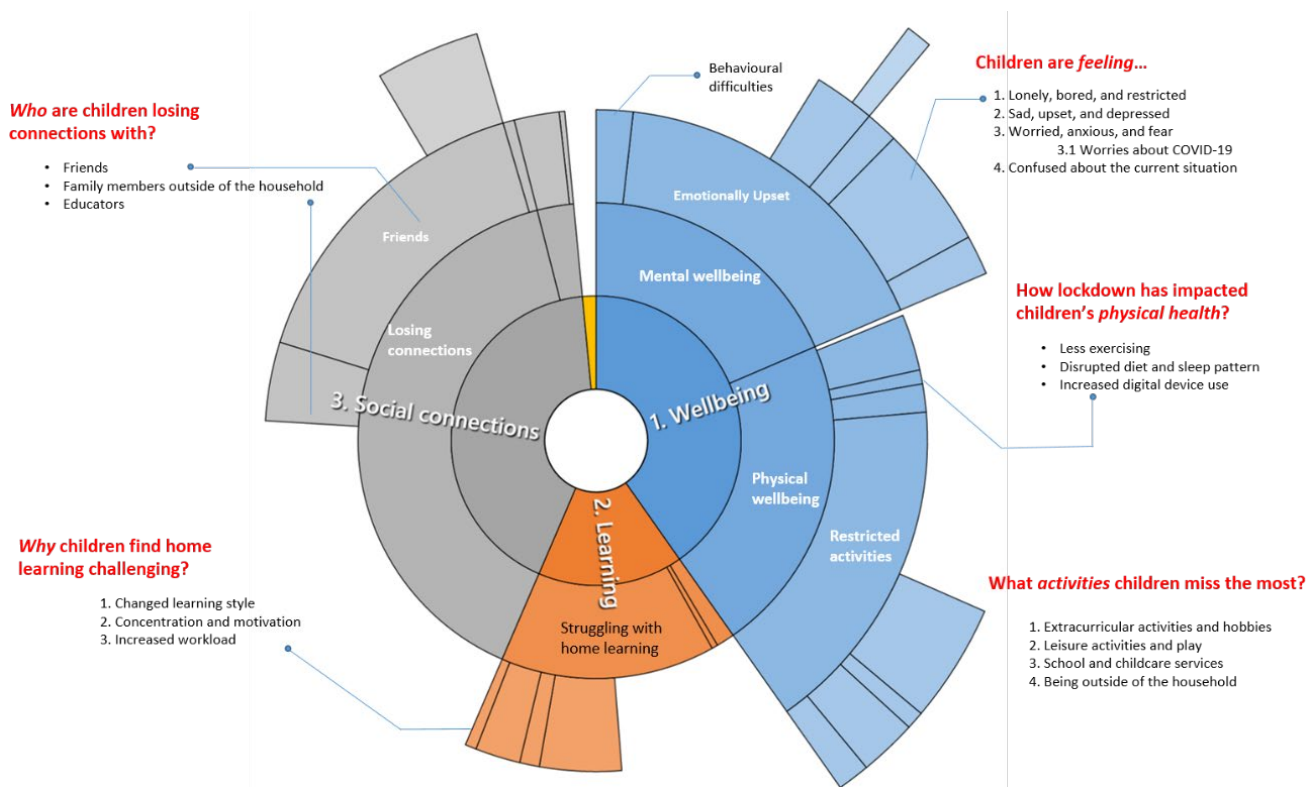 Who are children losing
connections with?
• Friends
• Family members outside of the household
• Educators
Behavioural
difficulties
Children are feeling...
1. Lonely, bored, and restricted
2. Sad, upset, and depressed
3. Worried, anxious, and fear
3.1 Worries about COVID-19
4. Confused about the current situation
Emotionally Upset
Mental wellbeing
Friends
Losing
connections
3. Social connections
1. Wellbeing
2. Learning
Physical
wellbeing
Restricted
activities
Struggling with
home learning
How lockdown has impacted
children's physical health?
• Less exercising
• Disrupted diet and sleep pattern
• Increased digital device use
Why children find home
learning challenging?
1. Changed learning style
2. Concentration and motivation
3. Increased workload
What activities children miss the most?
1. Extracurricular activities and hobbies
2. Leisure activities and play
3. School and childcare services
4. Being outside of the household